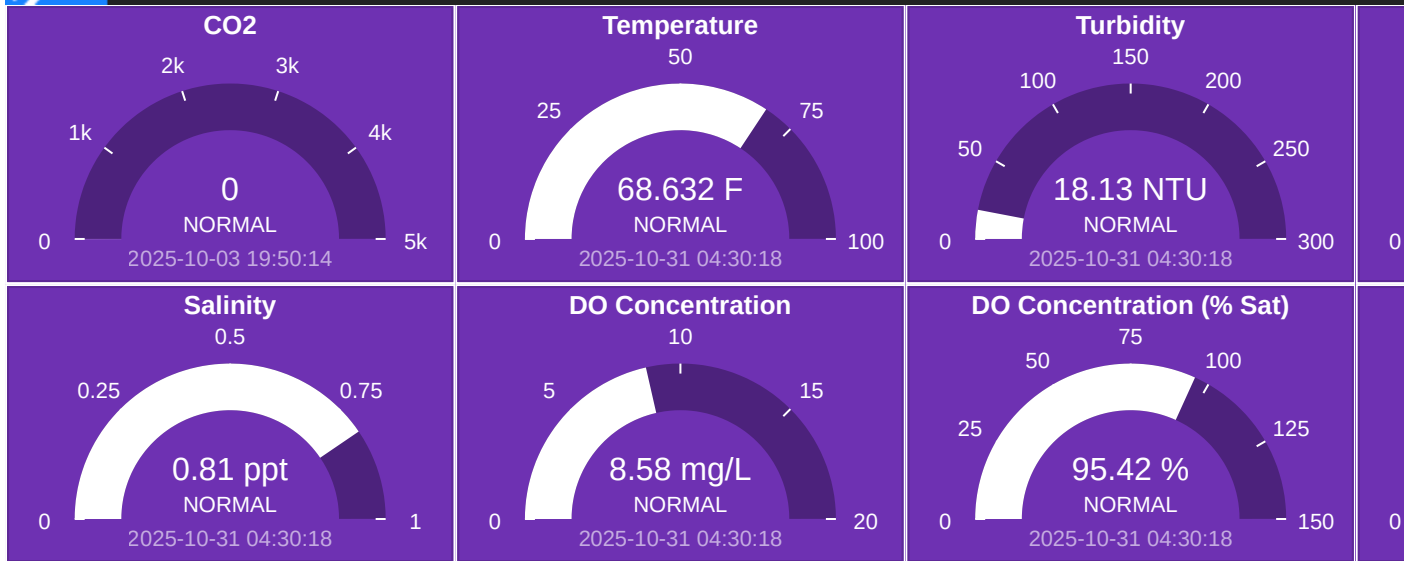 CO2
2k
3k
1k
4k
0
NORMAL
0
5k
2025-10-03 19:50:14
Temperature
50
25
75
68.632 F
NORMAL
0
100
2025-10-31 04:30:18
Turbidity
150
100
200
50
250
18.13 NTU
NORMAL
0
300
2025-10-31 04:30:18
0
Salinity
0.5
0.25
0.75
0.81 ppt
NORMAL
0
1
2025-10-31 04:30:18
DO Concentration
10
5
15
8.58 mg/L
NORMAL
0
20
2025-10-31 04:30:18
DO Concentration (% Sat)
75
50
100
25
125
95.42 %
NORMAL
0
150
2025-10-31 04:30:18
0